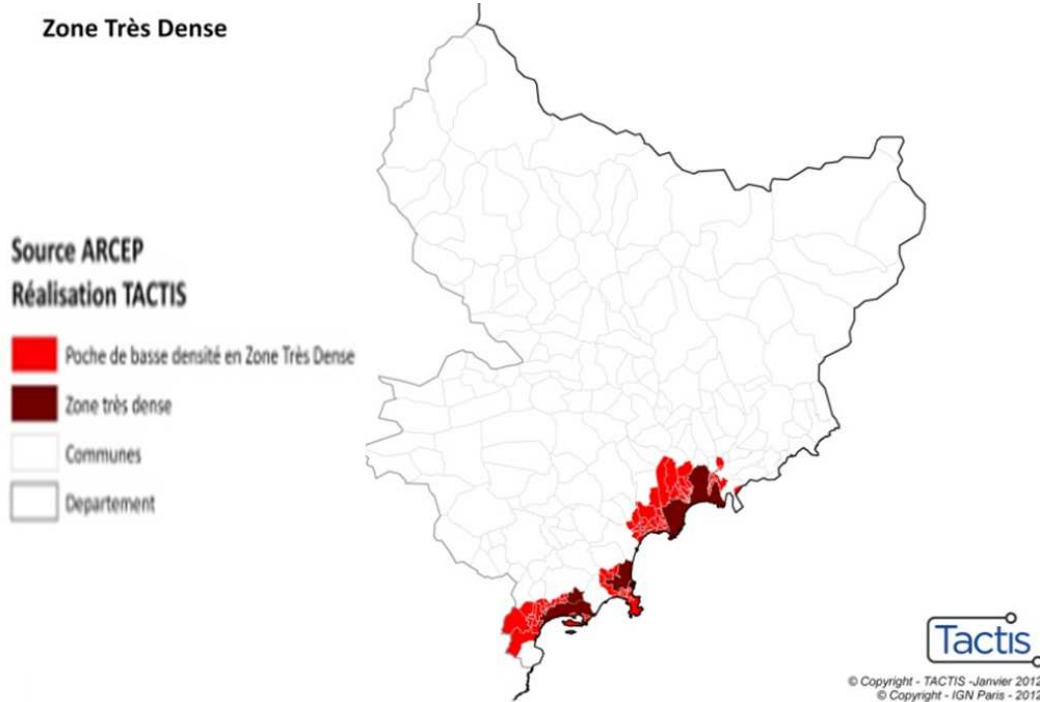 Zone Très Dense
Source ARCEP
Réalisation TACTIS
Poche de basse densité en Zone Très Dense
Zone très dense
Communes
Departement
Tactis
© Copyright - TACTIS -Janvier 2012
© Copyright - IGN Paris - 2012